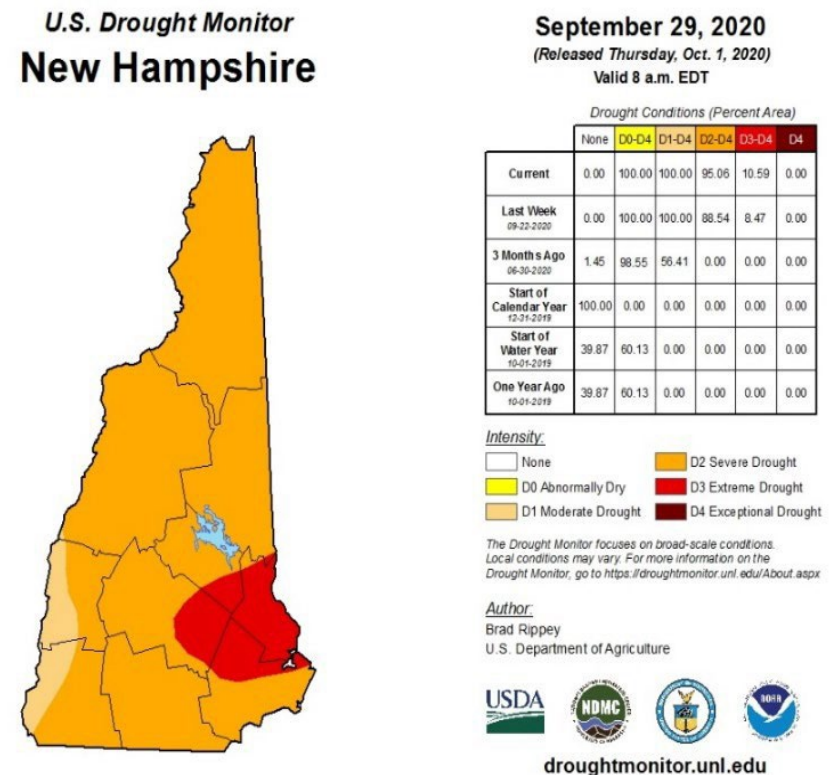 U.S. Drought Monitor
New Hampshire
September 29, 2020
(Released Thursday, Oct. 1, 2020)
Valid 8 a.m. EDT
Drought Conditions (Percent Area)
None D0-D4 D1-D4 D2-D4 D3-D4 D4
Current 0.00 100.00 100.00 95.06 10.59 0.00
Last Week
09-22-2020
0.00 100.00 100.00 88.54 8.47 0.00
3 Months Ago
06-30-2020
1.45 98.55 56.41 0.00 0.00 0.00
Start of
Calendar Year
12-31-2019
100.00 0.00 0.00 0.00 0.00 0.00
Start of
Water Year
10-01-2019
39.87 60.13 0.00 0.00 0.00 0.00
One Year Ago
10-01-2019
39.87 60.13 0.00 0.00 0.00 0.00
Intensity:
None
D2 Severe Drought
D0 Abnormally Dry
D3 Extreme Drought
D1 Moderate Drought
D4 Exceptional Drought
The Drought Monitor focuses on broad-scale conditions.
Local conditions may vary. For more information on the
Drought Monitor, go to https://droughtmonitor.unl.edu/About.aspx
Author:
Brad Rippey
U.S. Department of Agriculture
USDA
NDMC
NOAA
droughtmonitor.unl.edu